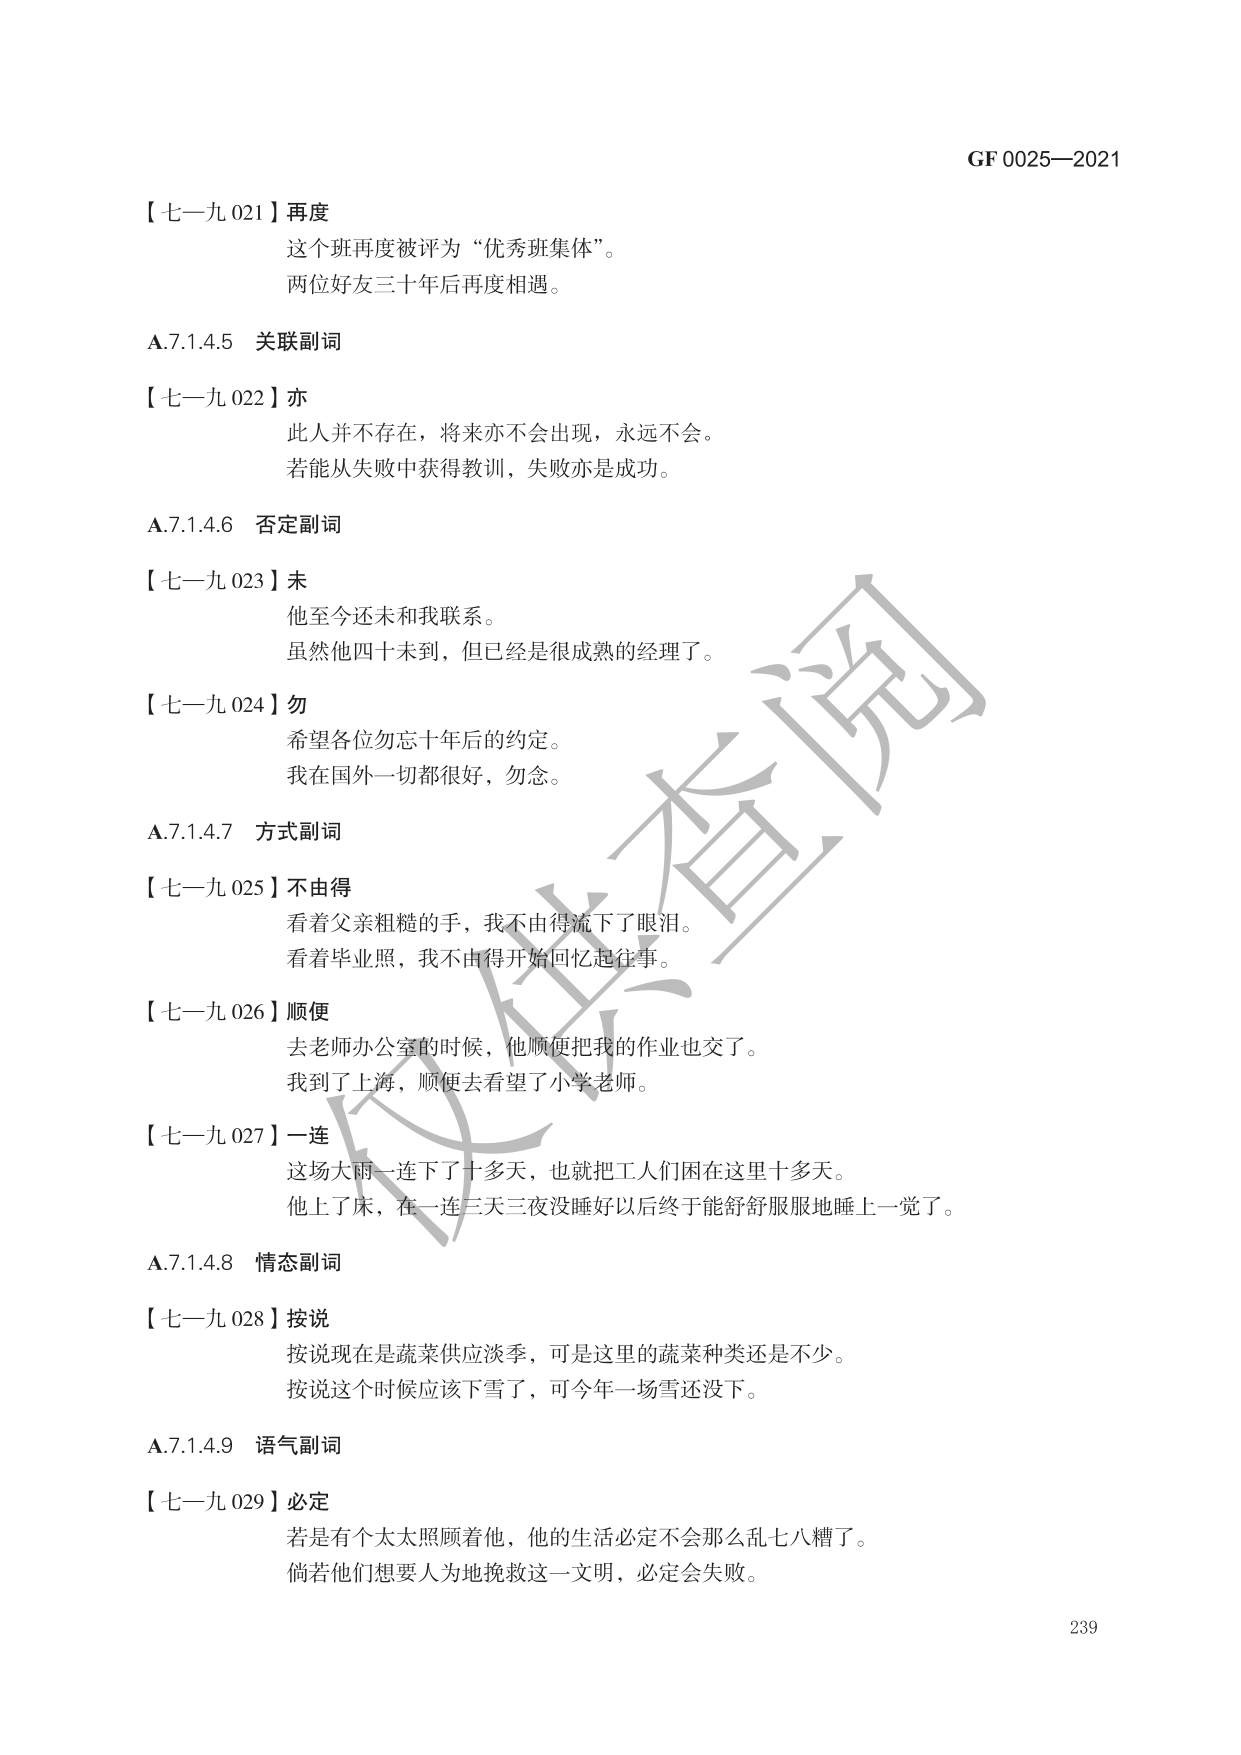 GF 0025—2021
【七—九 021】再度
这个班再度被评为“优秀班集体”。
两位好友三十年后再度相遇。
A.7.1.4.5 关联副词
【七—九 022】亦
此人并不存在，将来亦不会出现，永远不会。
若能从失败中获得教训，失败亦是成功。
A.7.1.4.6 否定副词
【七—九 023】未
他至今还未和我联系。
虽然他四十未到，但已经是很成熟的经理了。
【七—九 024】勿
希望各位勿忘十年后的约定。
我在国外一切都很好，勿念。
A.7.1.4.7 方式副词
【七—九 025】不由得
看着父亲粗糙的手，我不由得流下了眼泪。
看着毕业照，我不由得开始回忆起往事。
【七—九 026】顺便
去老师办公室的时候，他顺便把我的作业也交了。
我到了上海，顺便去看望了小学老师。
【七—九 027】一连
这场大雨一连下了十多天，也就把工人们困在这里十多天。
他上了床，在一连三天三夜没睡好以后终于能舒舒服服地睡上一觉了。
A.7.1.4.8 情态副词
【七—九 028】按说
按说现在是蔬菜供应淡季，可是这里的蔬菜种类还是不少。
按说这个时候应该下雪了，可今年一场雪还没下。
A.7.1.4.9 语气副词
【七—九 029】必定
若是有个太太照顾着他，他的生活必定不会那么乱七八糟了。
倘若他们想要人为地挽救这一文明，必定会失败。
239
仅供查阅